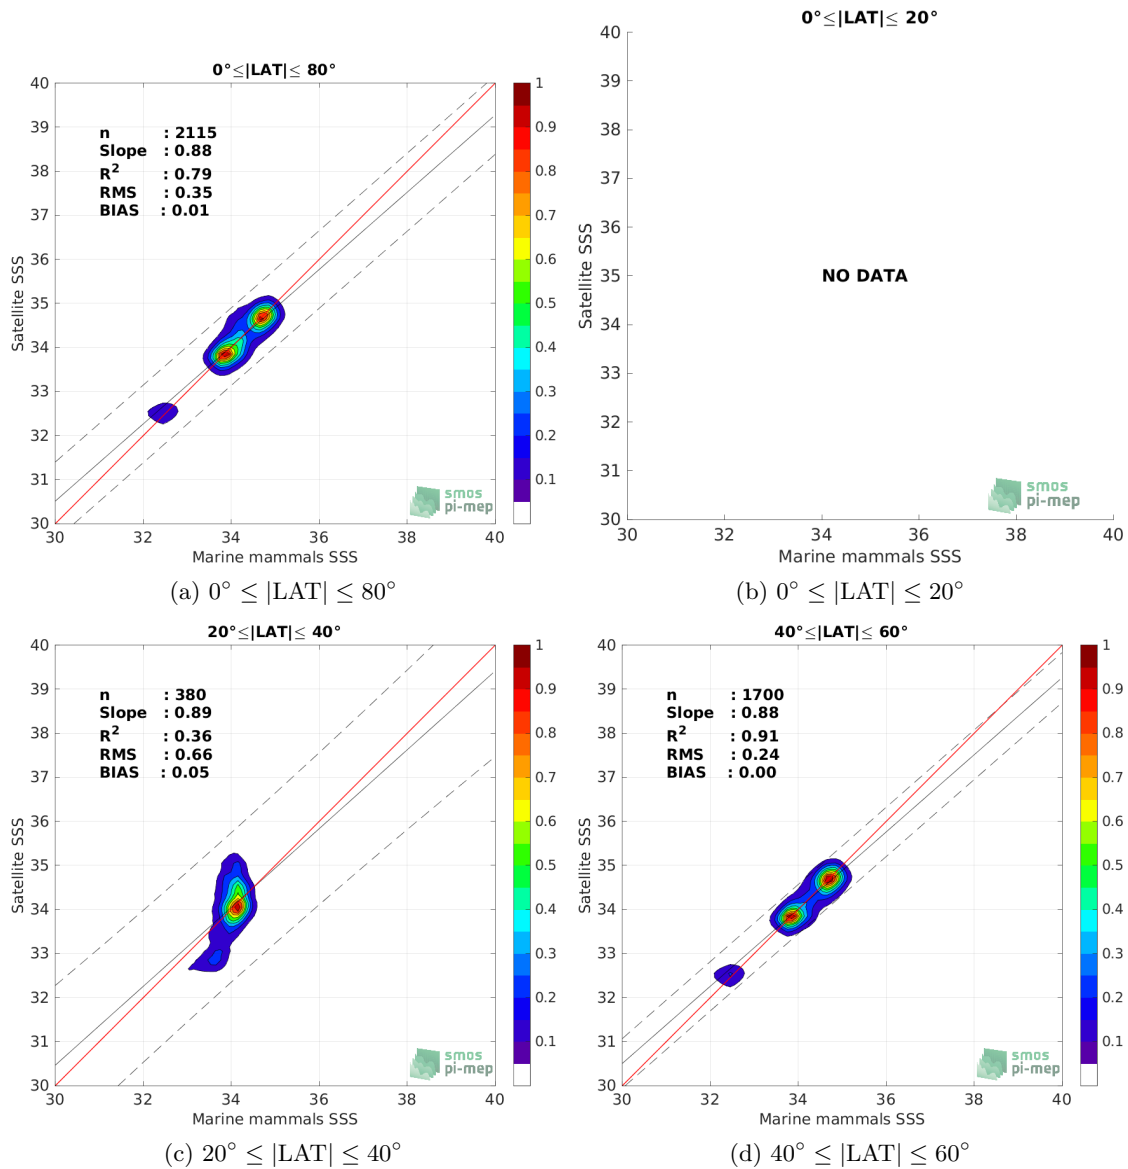 0°≤|LAT|≤ 80°
40
39
38
37
36
35
34
33
32
31
30
n : 2115
Slope : 0.88
R² : 0.79
RMS : 0.35
BIAS : 0.01
Satellite SSS
30 32 34 36 38 40
Marine mammals SSS
1
0.9
0.8
0.7
0.6
0.5
0.4
0.3
0.2
0.1
smos
pi-mep
(a) 0° ≤ |LAT| ≤ 80°
0°≤|LAT|≤ 20°
40
39
38
37
36
35
34
33
32
31
30
NO DATA
Satellite SSS
30 32 34 36 38 40
Marine mammals SSS
smos
pi-mep
(b) 0° ≤ |LAT| ≤ 20°
20°≤|LAT|≤ 40°
40
39
38
37
36
35
34
33
32
31
30
n : 380
Slope : 0.89
R² : 0.36
RMS : 0.66
BIAS : 0.05
Satellite SSS
30 32 34 36 38 40
Marine mammals SSS
1
0.9
0.8
0.7
0.6
0.5
0.4
0.3
0.2
0.1
smos
pi-mep
(c) 20° ≤ |LAT| ≤ 40°
40°≤|LAT|≤ 60°
40
39
38
37
36
35
34
33
32
31
30
n : 1700
Slope : 0.88
R² : 0.91
RMS : 0.24
BIAS : 0.00
Satellite SSS
30 32 34 36 38 40
Marine mammals SSS
1
0.9
0.8
0.7
0.6
0.5
0.4
0.3
0.2
0.1
smos
pi-mep
(d) 40° ≤ |LAT| ≤ 60°